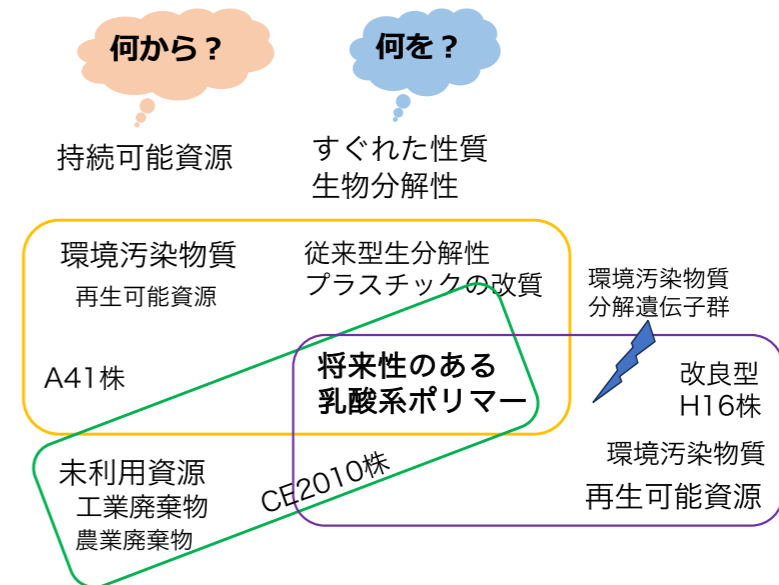 何から？
何を？
持続可能資源
すぐれた性質
生物分解性
環境汚染物質
再生可能資源
従来型生分解性
プラスチックの改質
環境汚染物質
分解遺伝子群
A41株
将来性のある
乳酸系ポリマー
改良型
H16株
未利用資源
工業廃棄物
農業廃棄物
CE2010株
環境汚染物質
再生可能資源